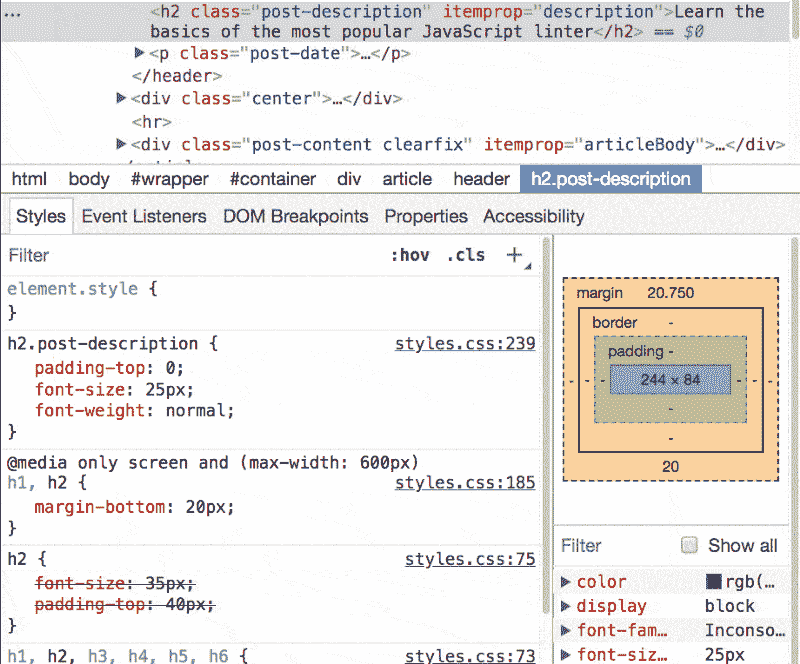 ... <h2 class="post-description" itemprop="description">Learn the
basics of the most popular JavaScript linter</h2> == $0
▶<p class="post-date">…</p>
</header>
▶<div class="center">…</div>
<hr>
▶<div class="post-content clearfix" itemprop="articleBody">…</div>
html body #wrapper #container div article header h2.post-description
Styles Event Listeners DOM Breakpoints Properties Accessibility
Filter :hov .cls +
element.style {
}
h2.post-description { styles.css:239
padding-top: 0;
font-size: 25px;
font-weight: normal;
}
@media only screen and (max-width: 600px)
h1, h2 { styles.css:185
margin-bottom: 20px;
}
h2 { styles.css:75
font-size: 35px;
padding-top: 40px;
}
h1, h2, h3, h4, h5, h6 { styles.css:73
margin 20.750
border -
padding -
- - - 244 × 84 - - -
-
-
20
Filter Show all
▶ color rgb(…
▶ display block
▶ font-fam… Inconso…
▶ font-siz… 25px